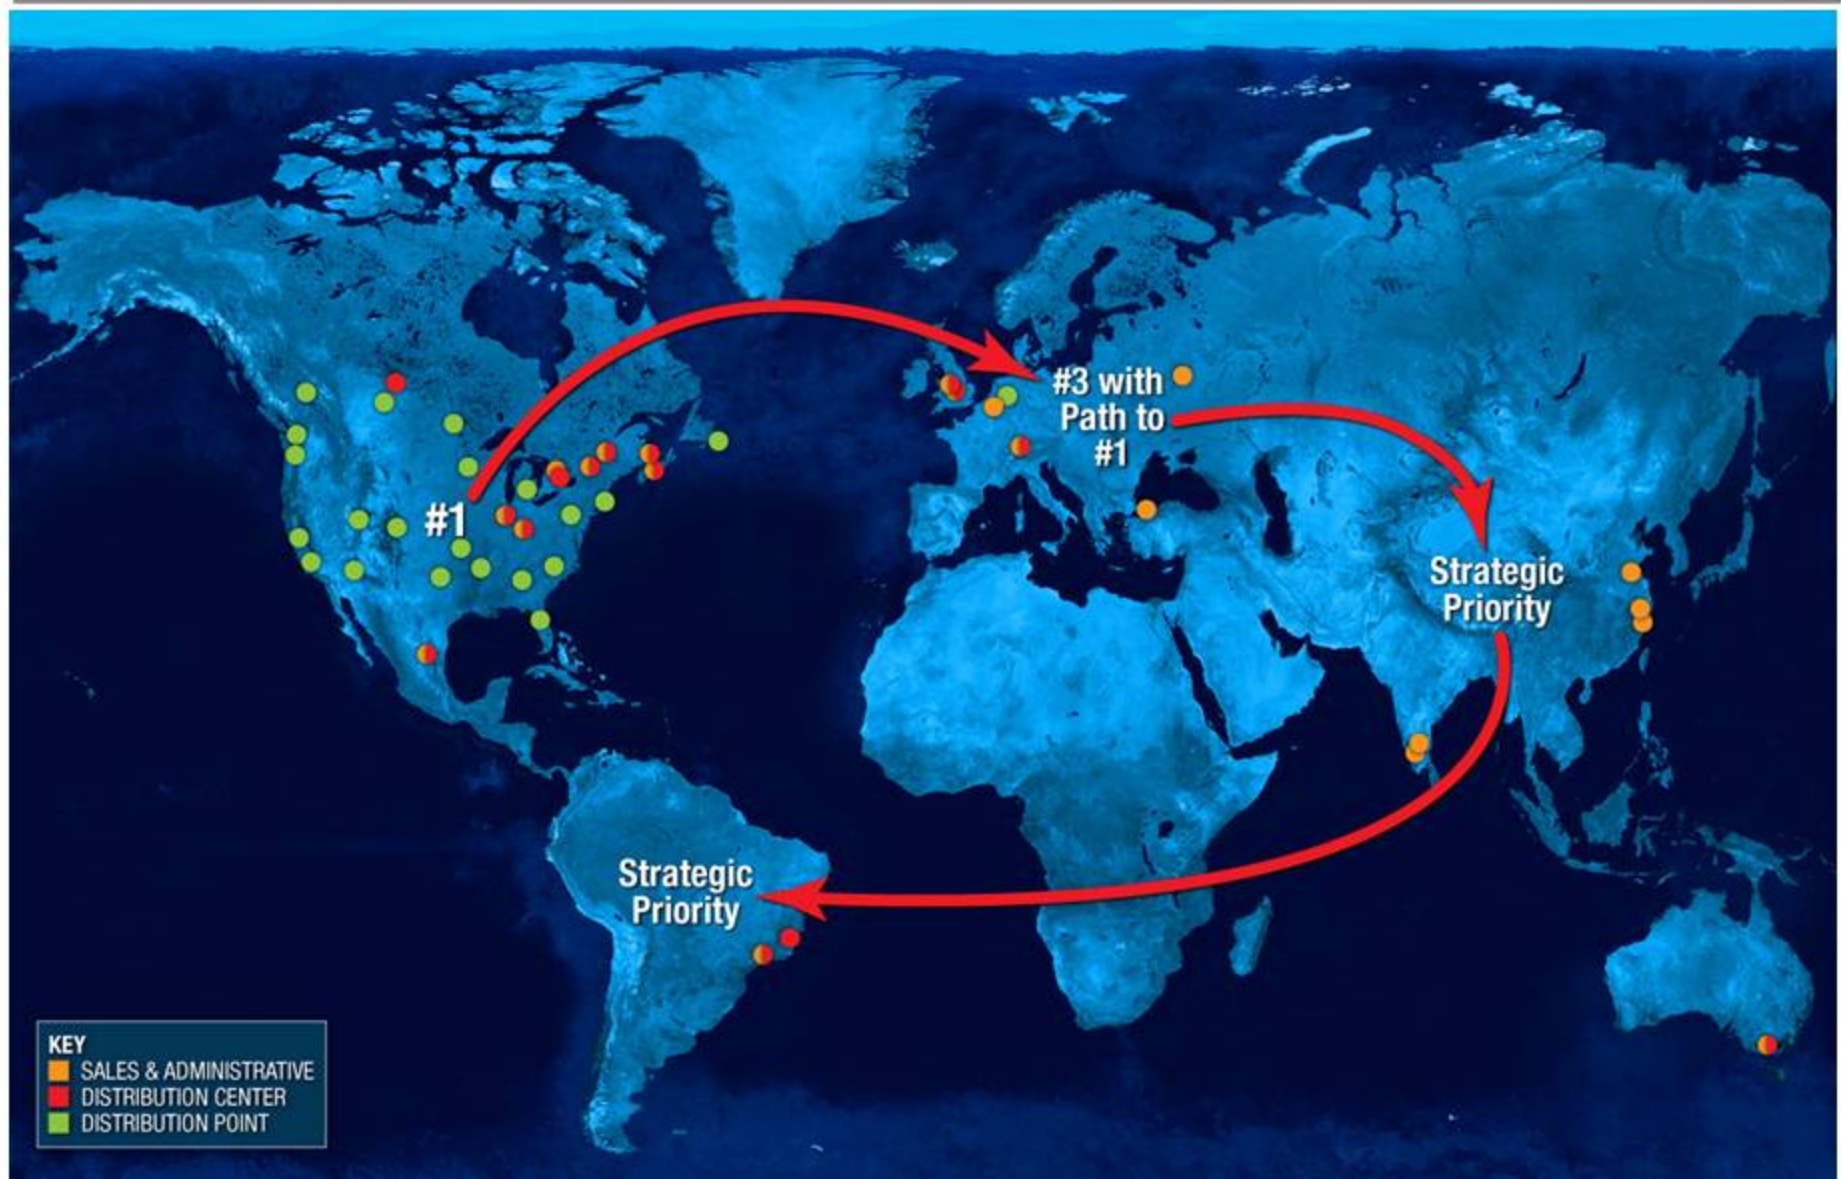 #1
#3 with
Path to
#1
Strategic
Priority
Strategic
Priority
KEY
SALES & ADMINISTRATIVE
DISTRIBUTION CENTER
DISTRIBUTION POINT